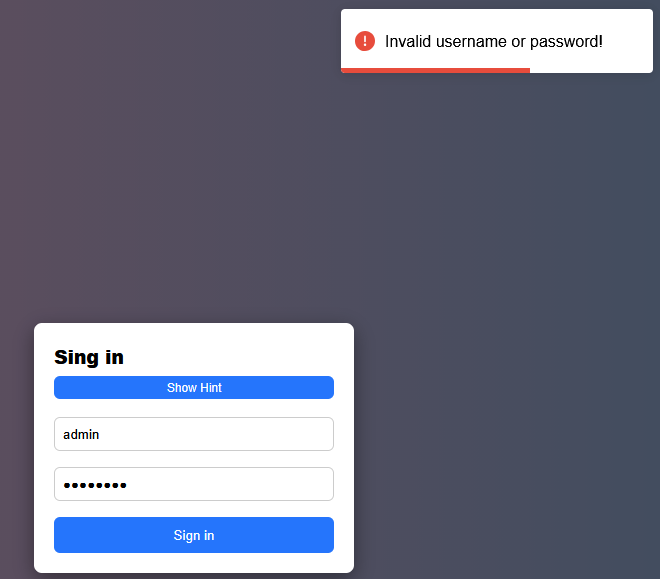 Invalid username or password!
Sing in
Show Hint
admin
••••••••
Sign in